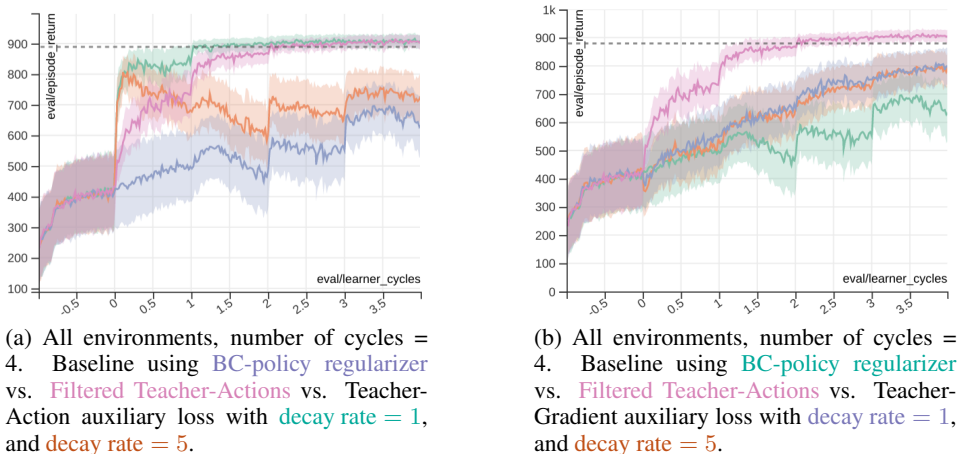 eval/episode_return
900
800
700
600
500
400
300
200
100
-0.5
0
0.5
1
1.5
2
2.5
3
3.5
eval/learner_cycles
(a) All environments, number of cycles =
4. Baseline using BC-policy regularizer
vs. Filtered Teacher-Actions vs. Teacher-
Action auxiliary loss with decay rate = 1,
and decay rate = 5.
eval/episode_return
1k
900
800
700
600
500
400
300
200
100
0
-0.5
0
0.5
1
1.5
2
2.5
3
3.5
eval/learner_cycles
(b) All environments, number of cycles =
4. Baseline using BC-policy regularizer
vs. Filtered Teacher-Actions vs. Teacher-
Gradient auxiliary loss with decay rate = 1,
and decay rate = 5.